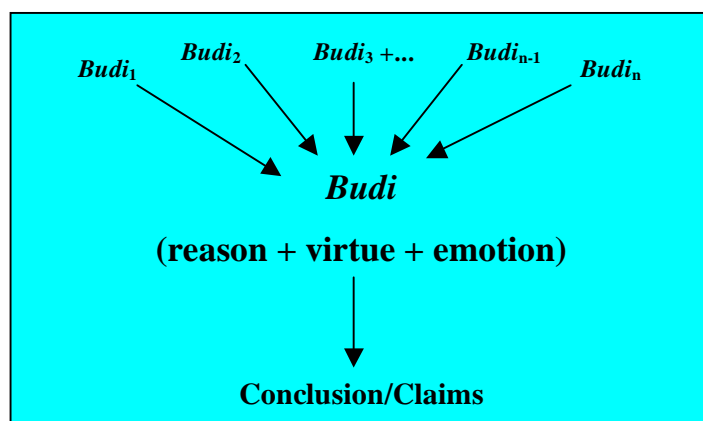 Budi₁ Budi₂ Budi₃ +... Budiₙ₋₁ Budiₙ
Budi
(reason + virtue + emotion)
Conclusion/Claims